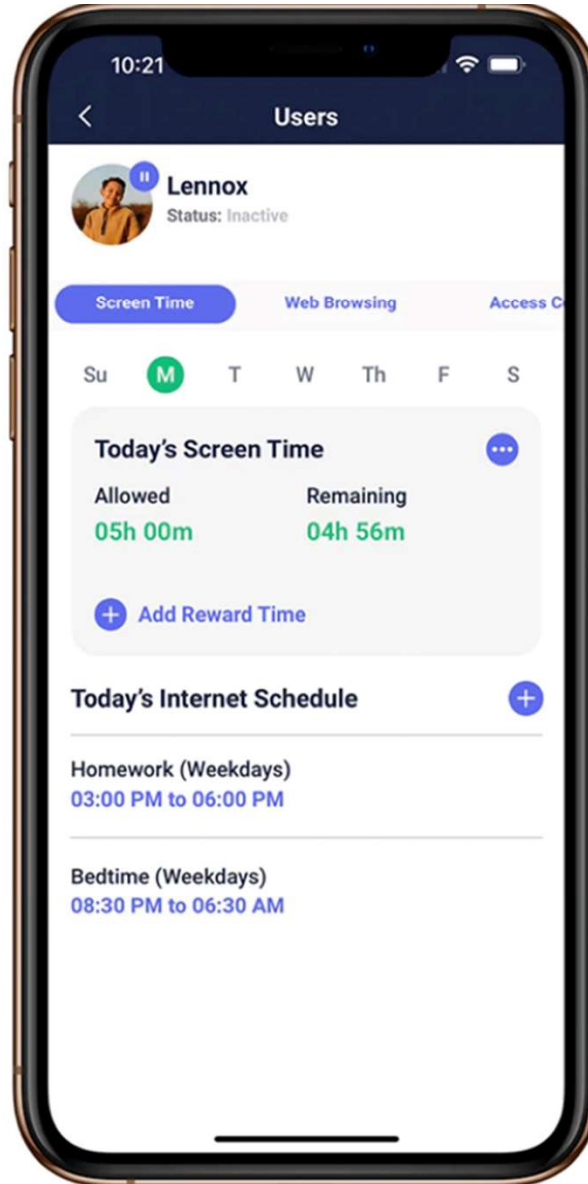 10:21
Users
Lennox
Status: Inactive
Screen Time Web Browsing Access C
Su M T W Th F S
Today's Screen Time
Allowed Remaining
05h 00m 04h 56m
Add Reward Time
Today's Internet Schedule
Homework (Weekdays)
03:00 PM to 06:00 PM
Bedtime (Weekdays)
08:30 PM to 06:30 AM